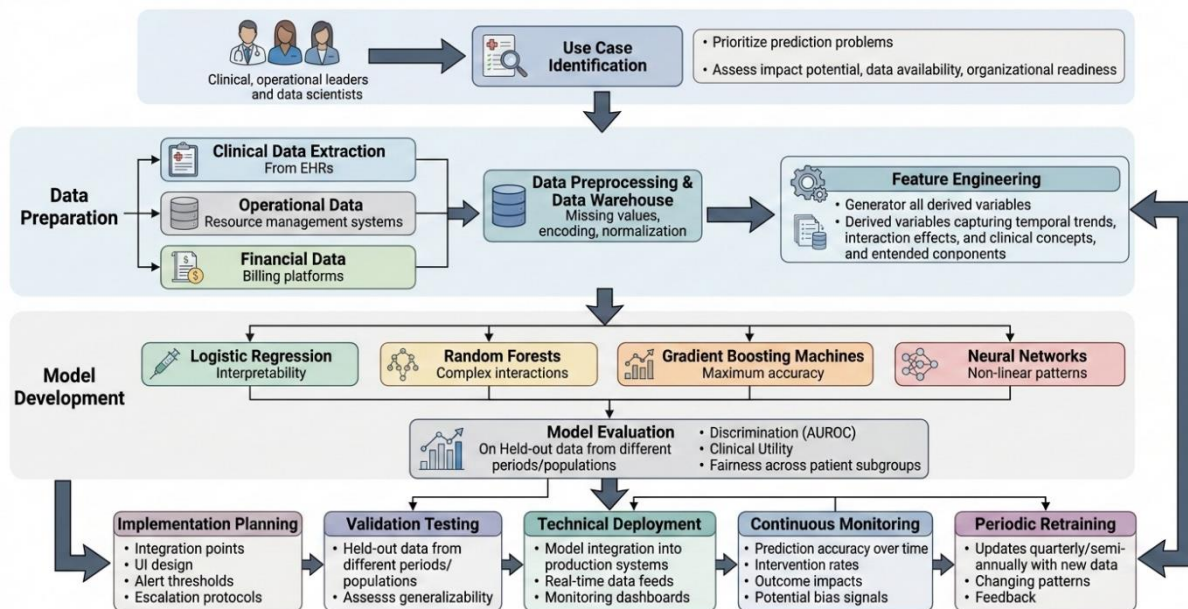 Clinical, operational leaders
and data scientists
Use Case
Identification
• Prioritize prediction problems
• Assess impact potential, data availability, organizational readiness
Data
Preparation
Clinical Data Extraction
From EHRs
Operational Data
Resource management systems
Financial Data
Billing platforms
Data Preprocessing &
Data Warehouse
Missing values,
encoding, normalization
Feature Engineering
• Generator all derived variables
• Derived variables capturing temporal trends,
interaction effects, and clinical concepts,
and entended conponents
Model
Development
Logistic Regression
Interpretability
Random Forests
Complex interactions
Gradient Boosting Machines
Maximum accuracy
Neural Networks
Non-linear patterns
Model Evaluation
On Held-out data from different
periods/populations
• Discrimination (AUROC)
• Clinical Utility
• Fairness across patient subgroups
Implementation Planning
• Integration points
• UI design
• Alert thresholds
• Escalation protocols
Validation Testing
• Held-out data from
different periods/
populations
• Assesss generalizability
Technical Deployment
• Model integration into
production systems
• Real-time data feeds
• Monitoring dashboards
Continuous Monitoring
• Prediction accuracy over time
• Intervention rates
• Outcome impacts
• Potential bias signals
Periodic Retraining
• Updates quarterly/semi-
annually with new data
• Changing patterns
• Feedback